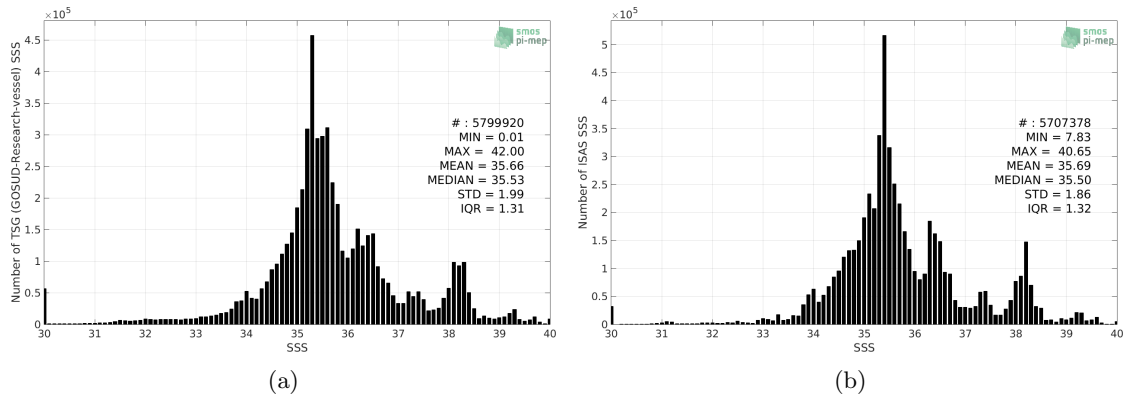 ×10⁵
4.5
4
3.5
3
2.5
2
1.5
1
0.5
0
30 31 32 33 34 35 36 37 38 39 40
SSS
Number of TSG (GOSUD-Research-vessel) SSS
smos
pi-mep
# : 5799920
MIN = 0.01
MAX = 42.00
MEAN = 35.66
MEDIAN = 35.53
STD = 1.99
IQR = 1.31
(a)
×10⁵
5
4.5
4
3.5
3
2.5
2
1.5
1
0.5
0
30 31 32 33 34 35 36 37 38 39 40
SSS
Number of ISAS SSS
smos
pi-mep
# : 5707378
MIN = 7.83
MAX = 40.65
MEAN = 35.69
MEDIAN = 35.50
STD = 1.86
IQR = 1.32
(b)